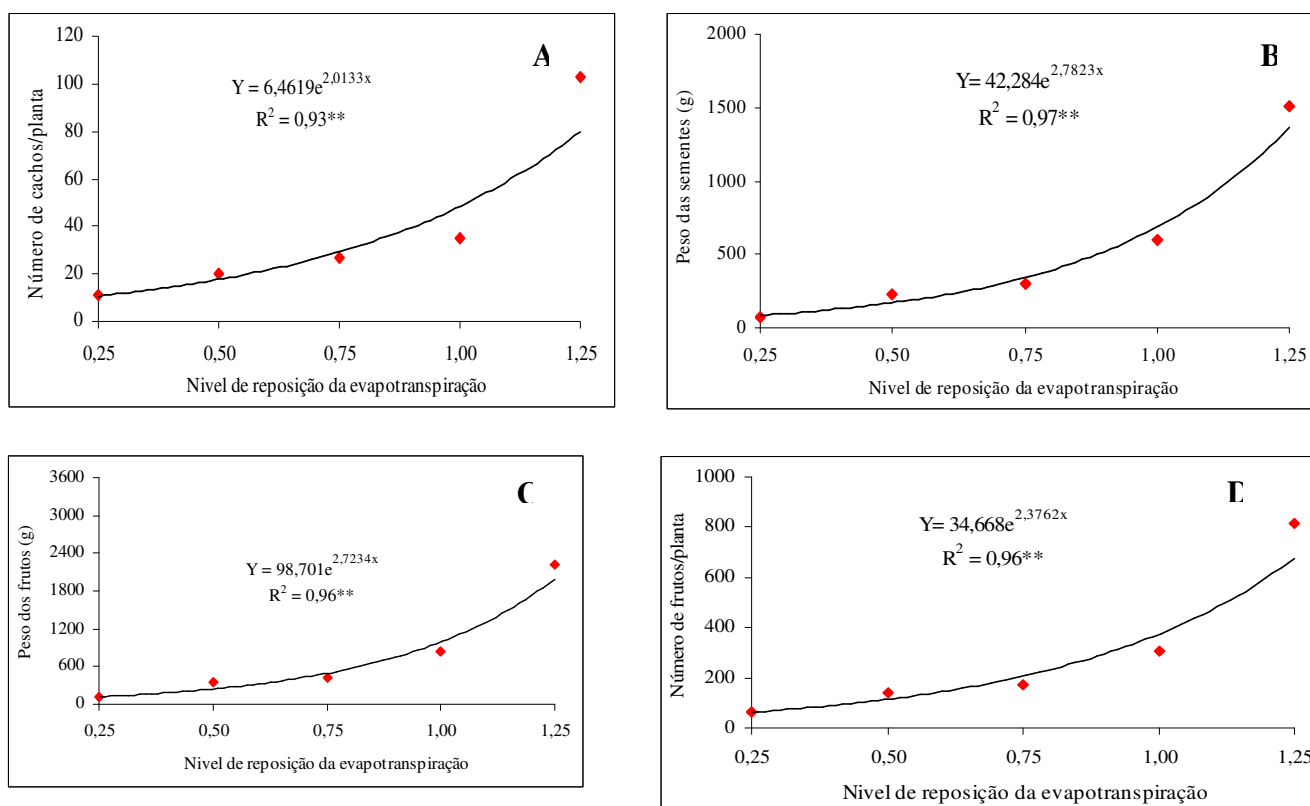 A
Y = 6,4619e^2,0133x
R² = 0,93**
Número de cachos/planta
120
100
80
60
40
20
0
0,25 0,50 0,75 1,00 1,25
Nivel de reposição da evapotranspiração
B
Y= 42,284e^2,7823x
R² = 0,97**
Peso das sementes (g)
2000
1500
1000
500
0
0,25 0,50 0,75 1,00 1,25
Nivel de reposição da evapotranspiração
C
Y = 98,701e^2,7234x
R² = 0,96**
Peso dos frutos (g)
3600
3000
2400
1800
1200
600
0
0,25 0,50 0,75 1,00 1,25
Nivel de reposição da evapotranspiração
D
Y= 34,668e^2,3762x
R² = 0,96**
Número de frutos/planta
1000
800
600
400
200
0
0,25 0,50 0,75 1,00 1,25
Nivel de reposição da evapotranspiração